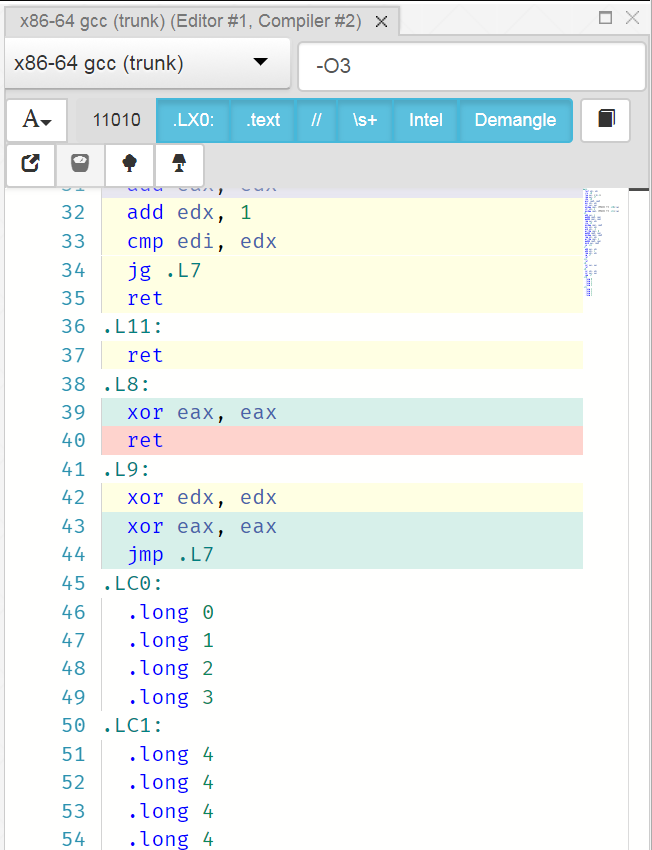 x86-64 gcc (trunk) (Editor #1, Compiler #2)
x86-64 gcc (trunk) -O3
A 11010 .LX0: .text // \s+ Intel Demangle
31 add eax, edx
32 add edx, 1
33 cmp edi, edx
34 jg .L7
35 ret
36 .L11:
37 ret
38 .L8:
39 xor eax, eax
40 ret
41 .L9:
42 xor edx, edx
43 xor eax, eax
44 jmp .L7
45 .LC0:
46 .long 0
47 .long 1
48 .long 2
49 .long 3
50 .LC1:
51 .long 4
52 .long 4
53 .long 4
54 .long 4